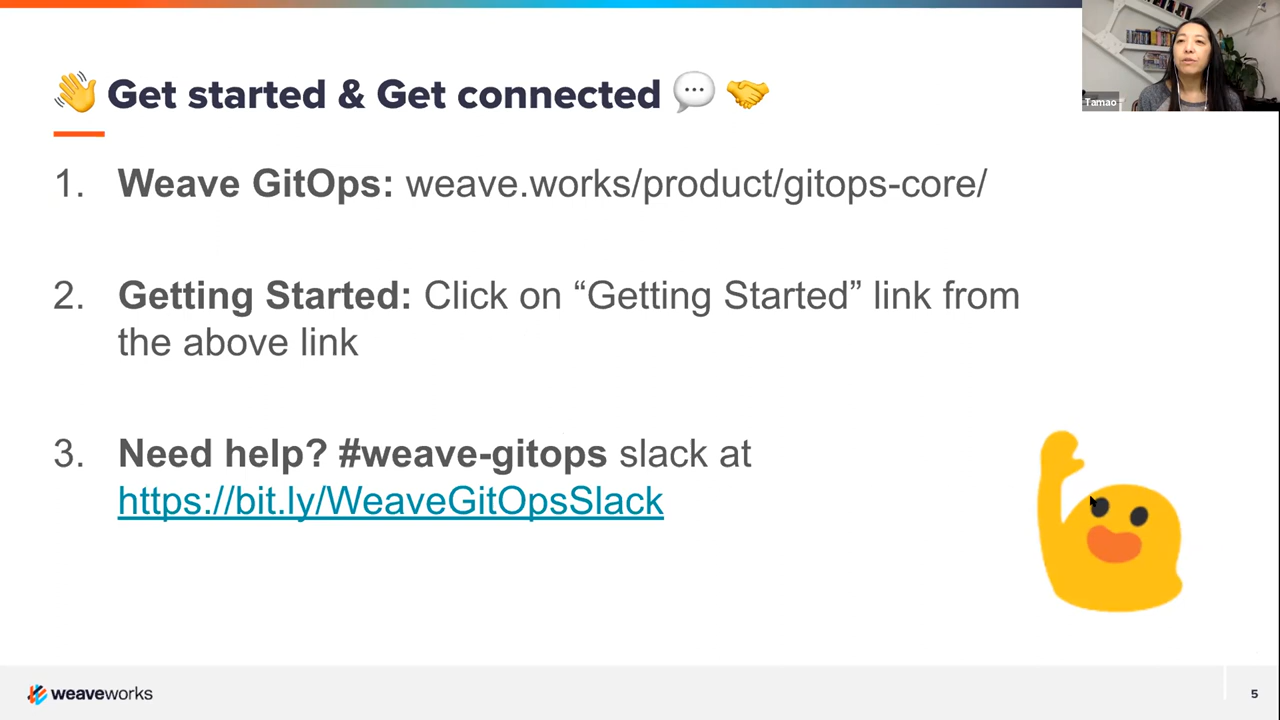 Tamao
👋 Get started & Get connected 💬 🤝
1. Weave GitOps: weave.works/product/gitops-core/
2. Getting Started: Click on “Getting Started” link from
the above link
3. Need help? #weave-gitops slack at
https://bit.ly/WeaveGitOpsSlack
weaveworks
5